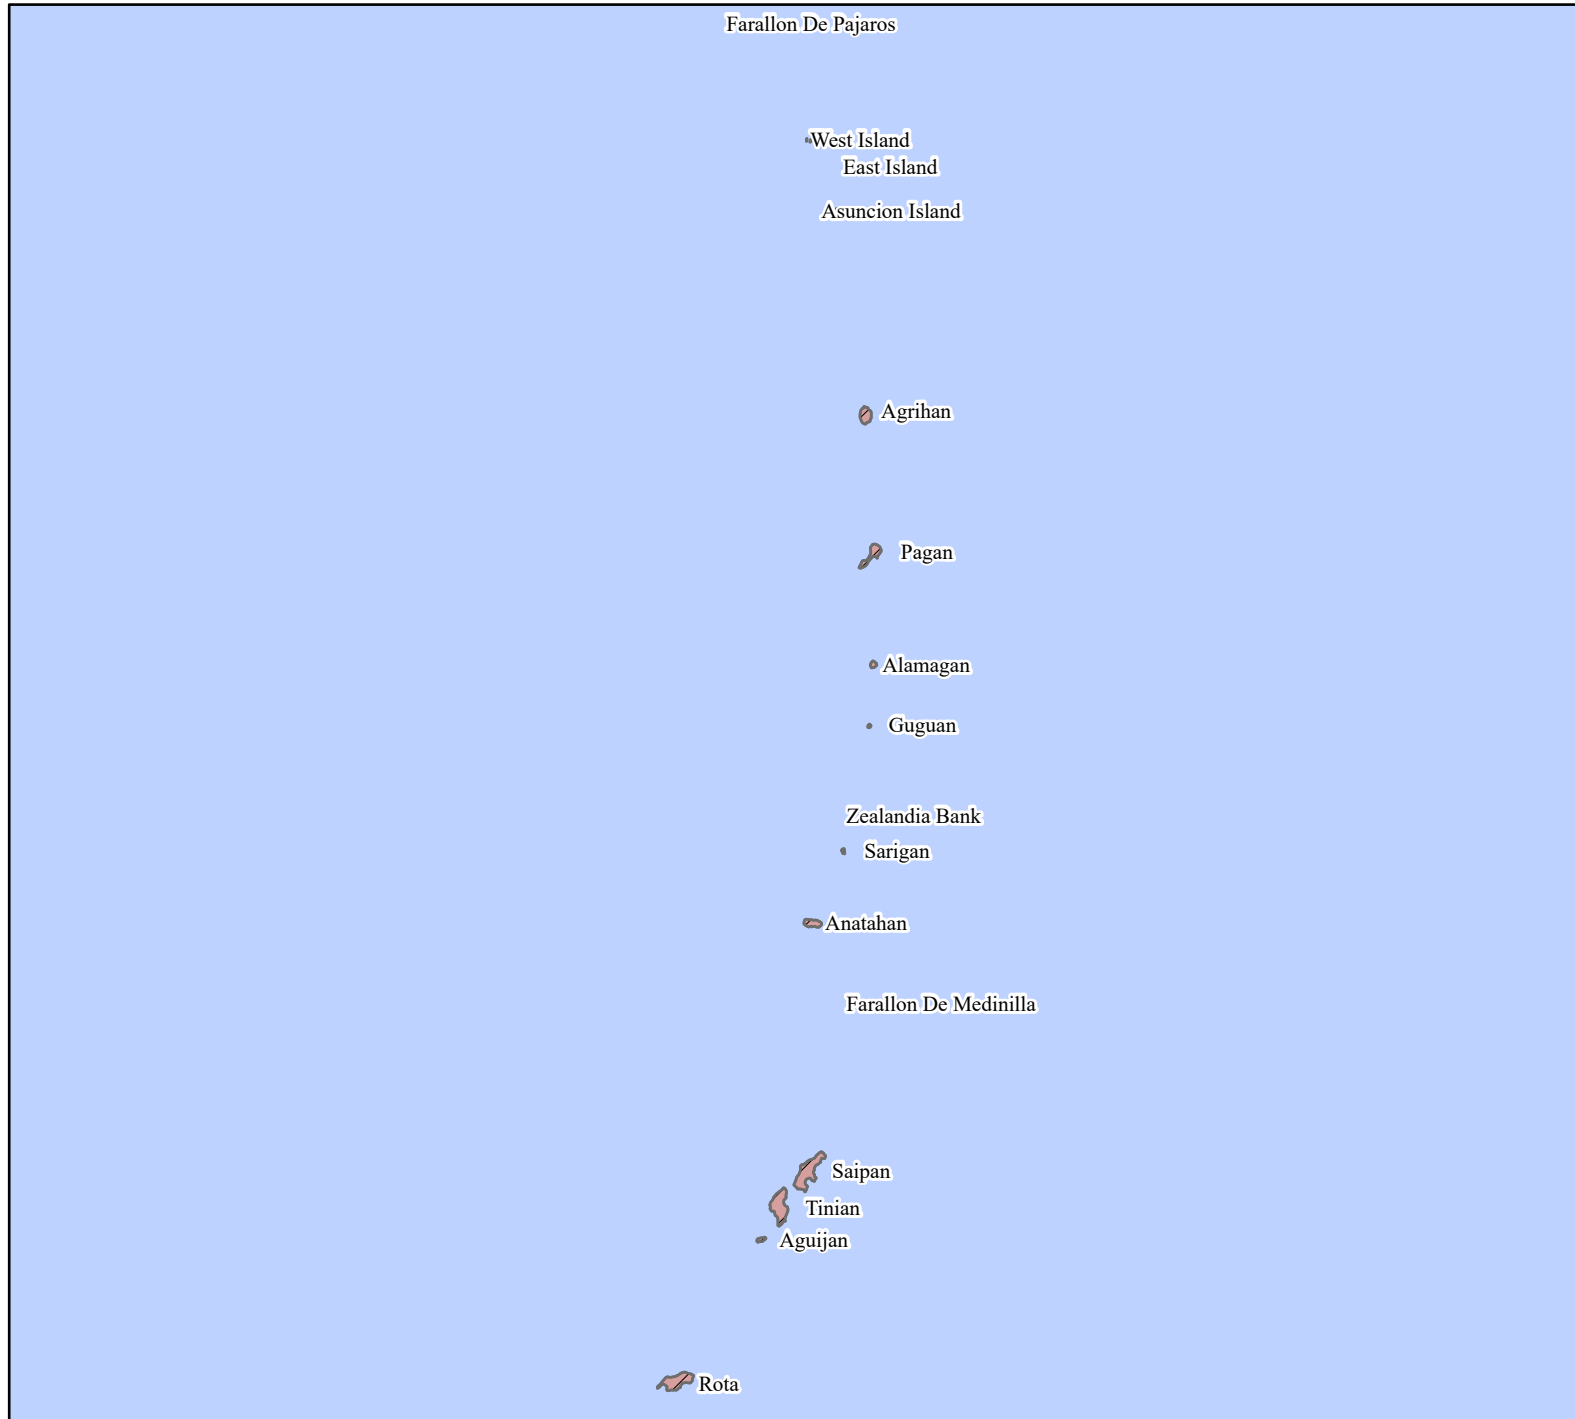 Farallon De Pajaros
West Island
East Island
Asuncion Island
Agrihan
Pagan
Alamagan
Guguan
Zealandia Bank
Sarigan
Anatahan
Farallon De Medinilla
Saipan
Tinian
Aguijan
Rota